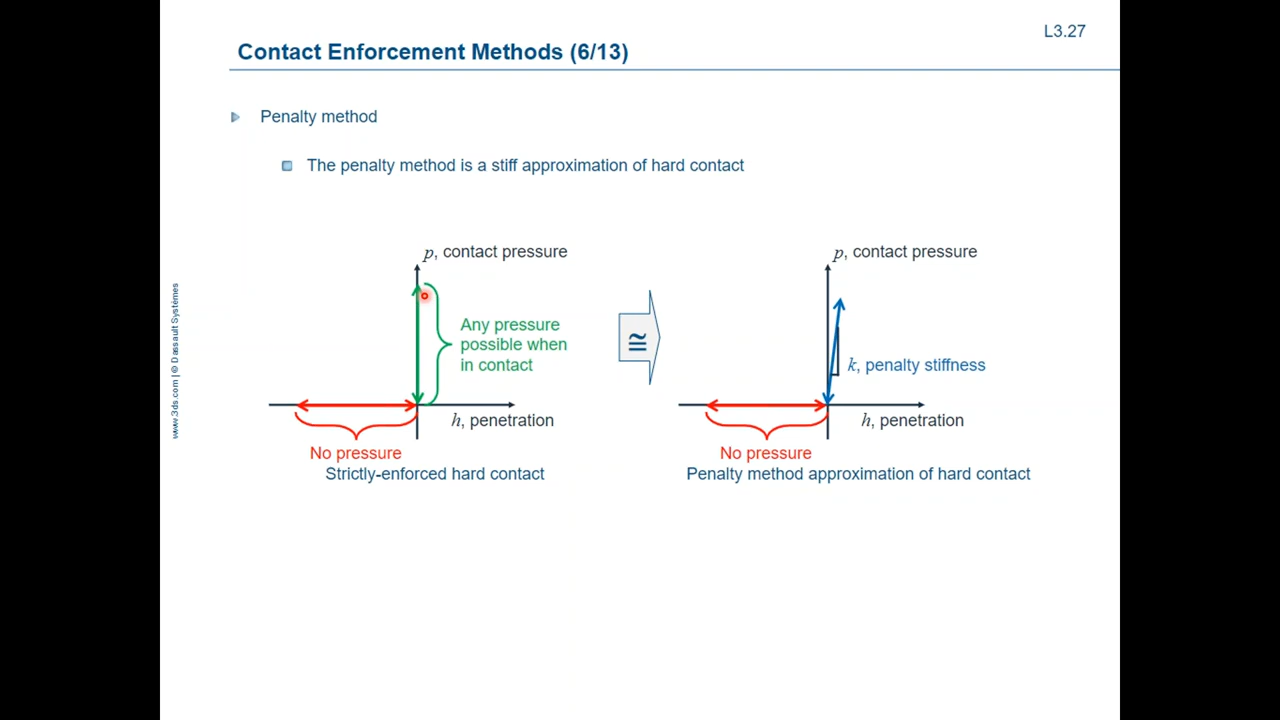 L3.27
Contact Enforcement Methods (6/13)
Penalty method
The penalty method is a stiff approximation of hard contact
p, contact pressure
Any pressure
possible when
in contact
h, penetration
No pressure
Strictly-enforced hard contact
≅
p, contact pressure
k, penalty stiffness
h, penetration
No pressure
Penalty method approximation of hard contact
www.3ds.com | © Dassault Systèmes